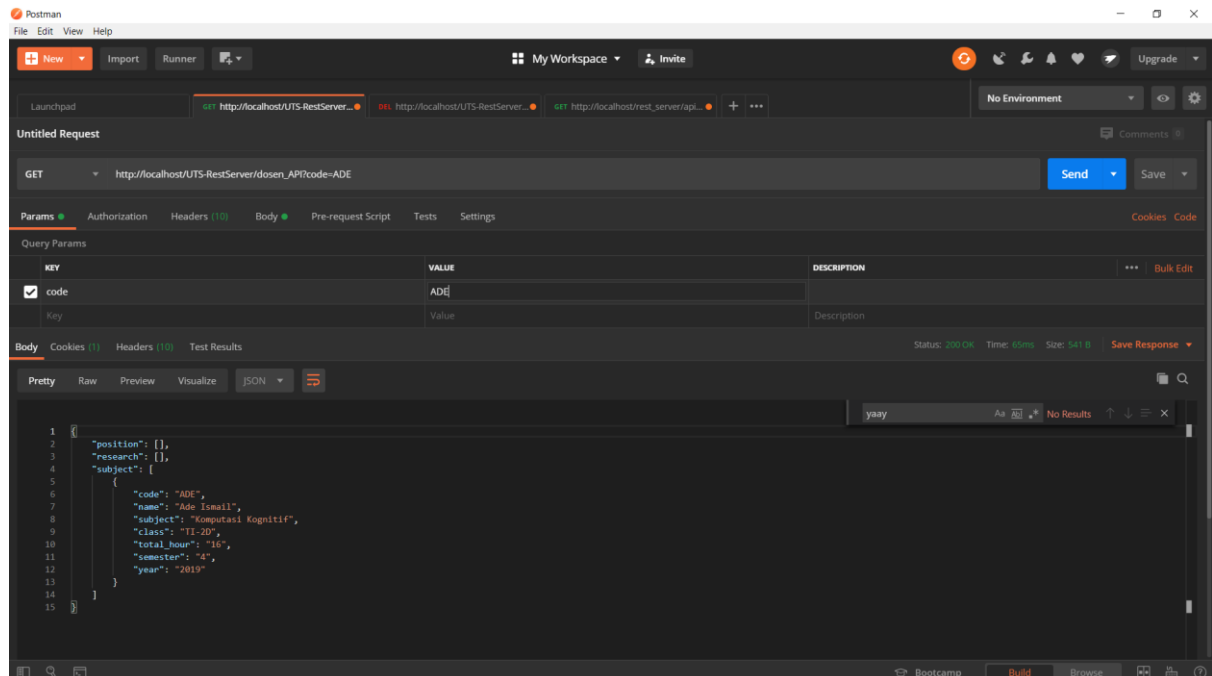 Postman
File Edit View Help
New Import Runner My Workspace Invite Upgrade
Launchpad GET http://localhost/UTS-RestServer... DEL http://localhost/UTS-RestServer... GET http://localhost/rest_server/api... + ••• No Environment
Untitled Request Comments 0
GET http://localhost/UTS-RestServer/dosen_API?code=ADE Send Save
Params Authorization Headers (10) Body Pre-request Script Tests Settings Cookies Code
Query Params
KEY VALUE DESCRIPTION ••• Bulk Edit
code ADE
Key Value Description
Body Cookies (1) Headers (10) Test Results Status: 200 OK Time: 65ms Size: 541 B Save Response
Pretty Raw Preview Visualize JSON
yaay Aa Abl .* No Results
1 {
2 "position": [],
3 "research": [],
4 "subject": [
5 {
6 "code": "ADE",
7 "name": "Ade Ismail",
8 "subject": "Komputasi Kognitif",
9 "class": "TI-2D",
10 "total_hour": "16",
11 "semester": "4",
12 "year": "2019"
13 }
14 ]
15 }
Bootcamp Build Browse